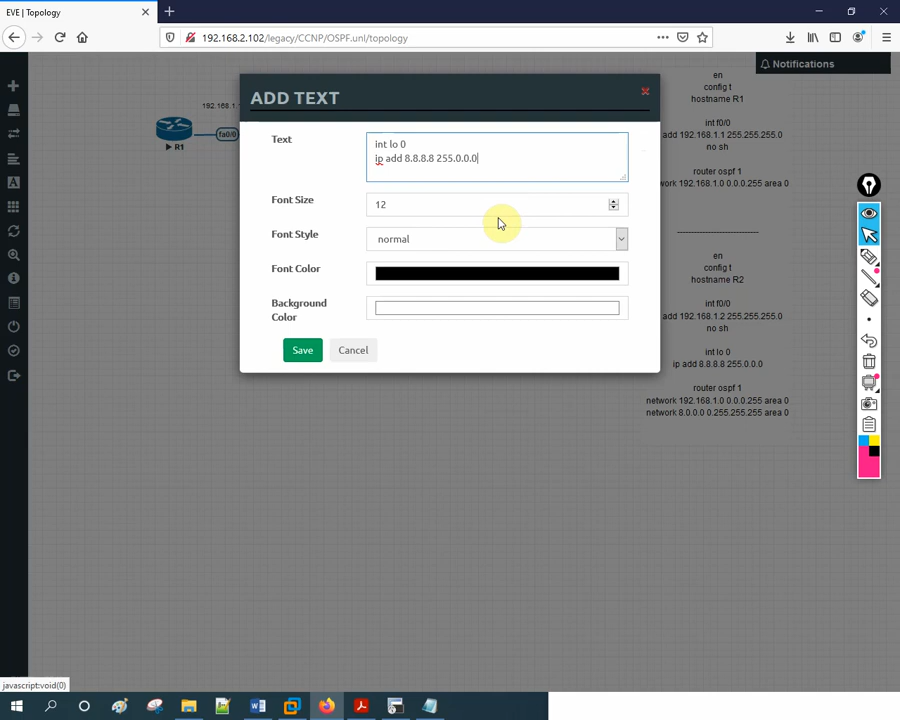 EVE | Topology
192.168.2.102/legacy/CCNP/OSPF.unl/topology
Notifications
ADD TEXT
Text
int lo 0
ip add 8.8.8.8 255.0.0.0
Font Size
12
Font Style
normal
Font Color
Background
Color
Save
Cancel
192.168.1.
R1
fa0/0
en
config t
hostname R1
int f0/0
add 192.168.1.1 255.255.255.0
no sh
router ospf 1
work 192.168.1.0 0.0.0.255 area 0
------------------------------
en
config t
hostname R2
int f0/0
add 192.168.1.2 255.255.255.0
no sh
int lo 0
ip add 8.8.8.8 255.0.0.0
router ospf 1
network 192.168.1.0 0.0.0.255 area 0
network 8.0.0.0 0.255.255.255 area 0
javascript:void(0)